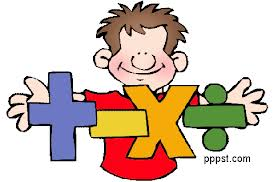 + - x ÷
pppst.com